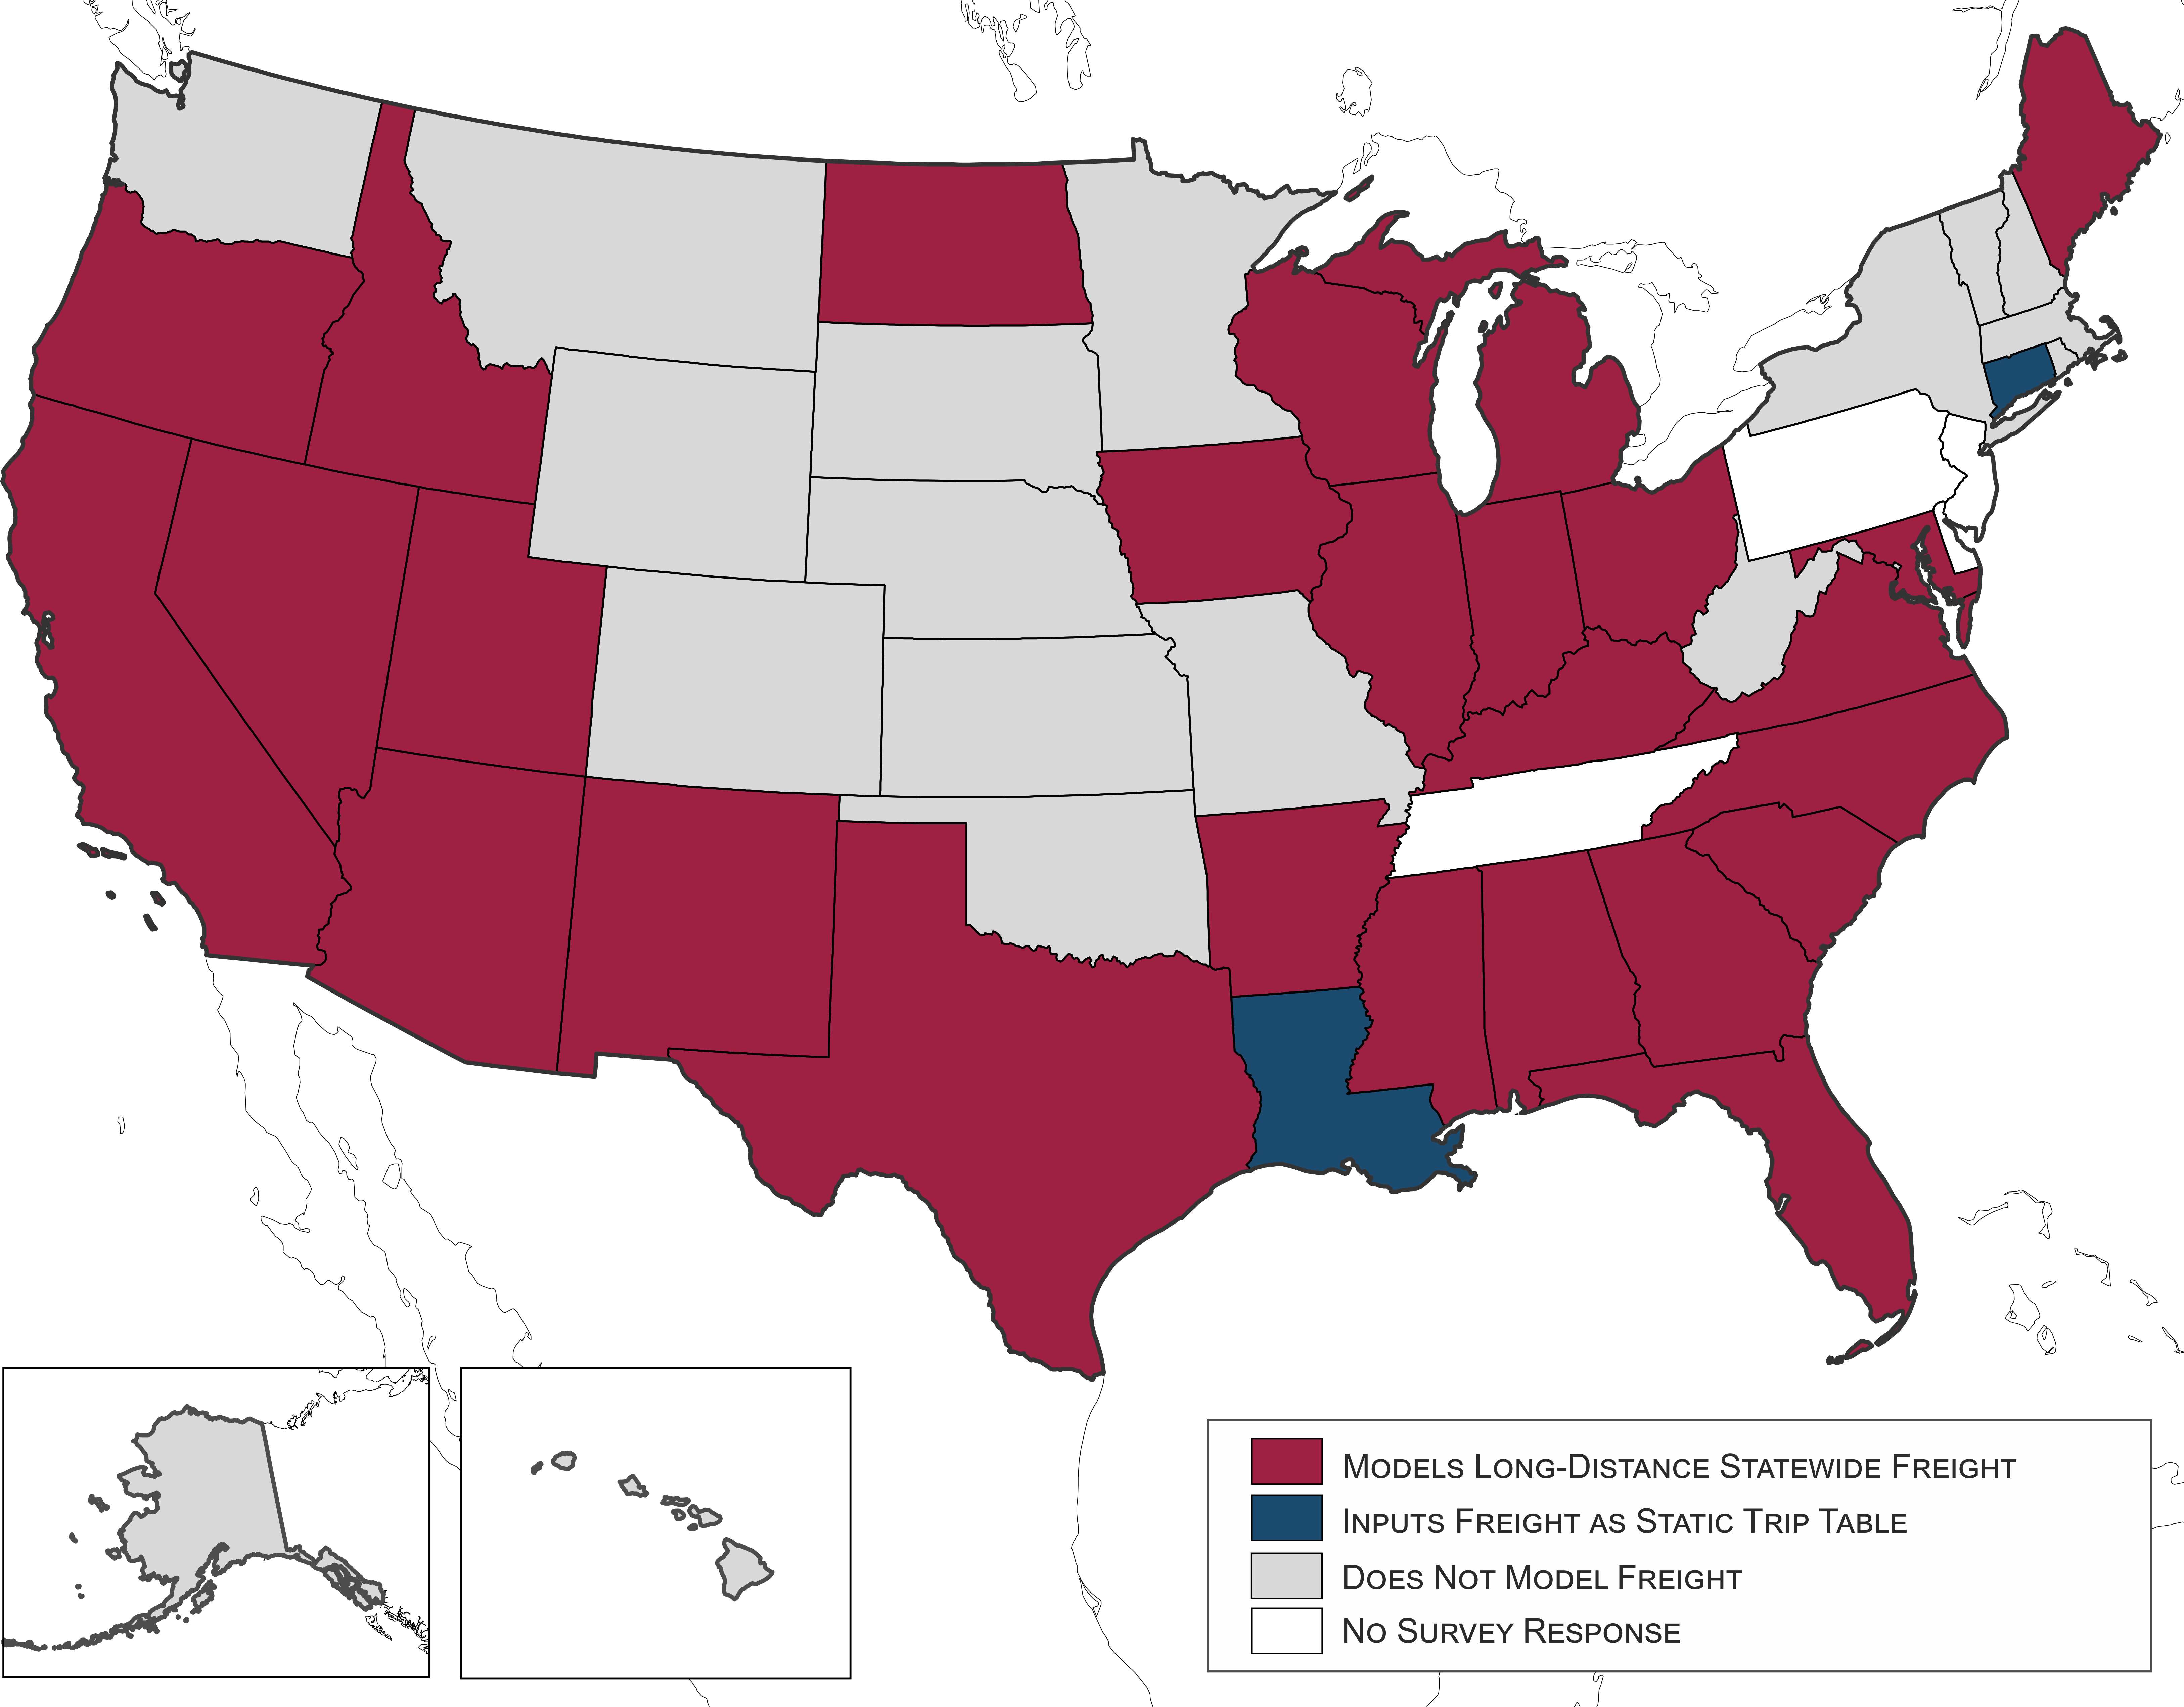 Models Long-Distance Statewide Freight
Inputs Freight as Static Trip Table
Does Not Model Freight
No Survey Response